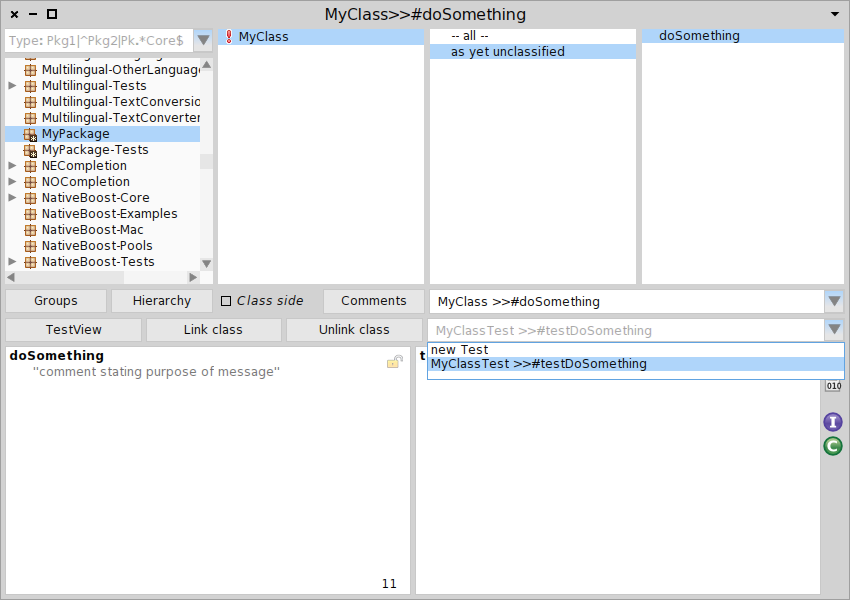 MyClass>>#doSomething
Type: Pkg1|^Pkg2|Pk.*Core$
Multilingual-OtherLanguage
Multilingual-Tests
Multilingual-TextConversio
Multilingual-TextConverter
MyPackage
MyPackage-Tests
NECompletion
NOCompletion
NativeBoost-Core
NativeBoost-Examples
NativeBoost-Mac
NativeBoost-Pools
NativeBoost-Tests
MyClass
-- all --
as yet unclassified
doSomething
Groups
Hierarchy
Class side
Comments
MyClass >>#doSomething
TestView
Link class
Unlink class
MyClassTest >>#testDoSomething
new Test
MyClassTest >>#testDoSomething
doSomething
"comment stating purpose of message"
11
t
010
I
C